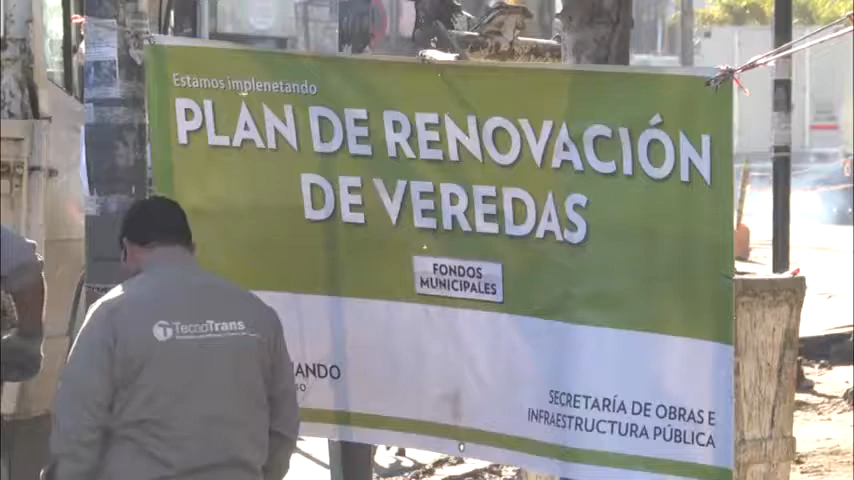 Estamos implenetando
PLAN DE RENOVACIÓN
DE VEREDAS
FONDOS
MUNICIPALES
TecnoTrans
ANDO
SECRETARÍA DE OBRAS E
INFRAESTRUCTURA PÚBLICA